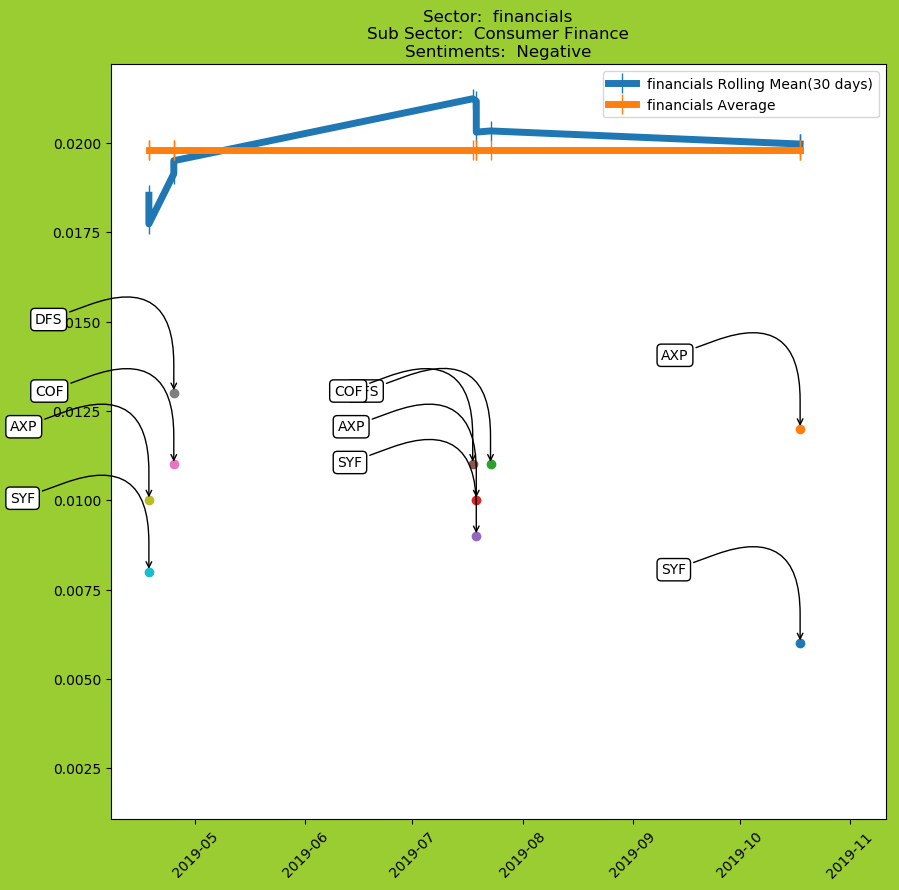 Sector:  financials
Sub Sector:  Consumer Finance
Sentiments:  Negative
financials Rolling Mean(30 days)
financials Average
0.0200
0.0175
0.0150
0.0125
0.0100
0.0075
0.0050
0.0025
DFS
COF
AXP
SYF
COF
FS
AXP
SYF
AXP
SYF
2019-05
2019-06
2019-07
2019-08
2019-09
2019-10
2019-11